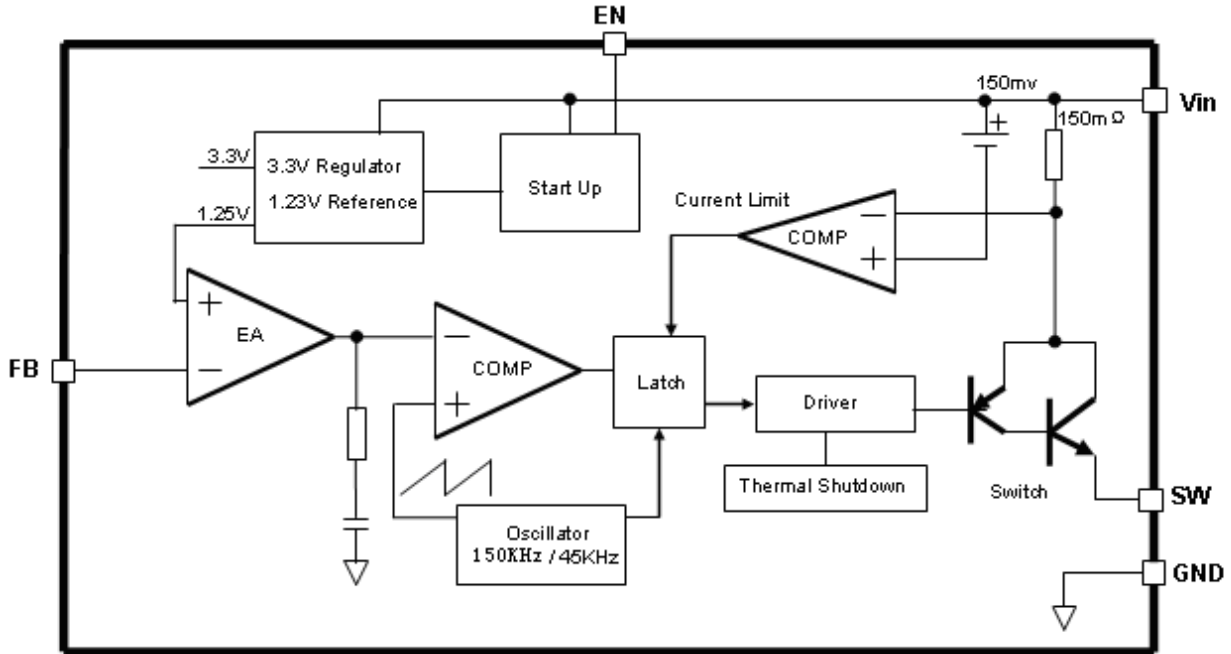 EN
150mv
Vin
150mΩ
3.3V
3.3V Regulator
1.23V Reference
Start Up
Current Limit
1.25V
−
COMP
+
+
+
EA
−
−
COMP
+
FB
Latch
Driver
Thermal Shutdown
Switch
SW
Oscillator
150KHz / 45KHz
GND